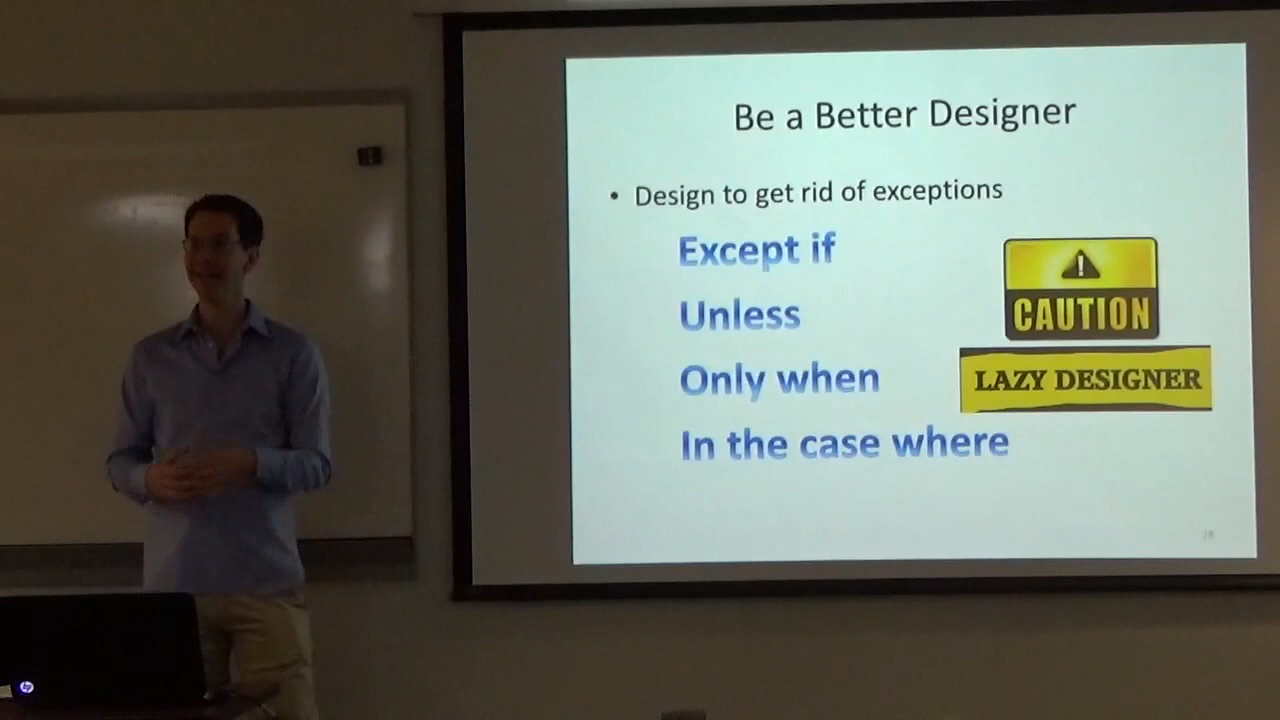 Be a Better Designer
• Design to get rid of exceptions
Except if
Unless
Only when
In the case where
!
CAUTION
LAZY DESIGNER
hp